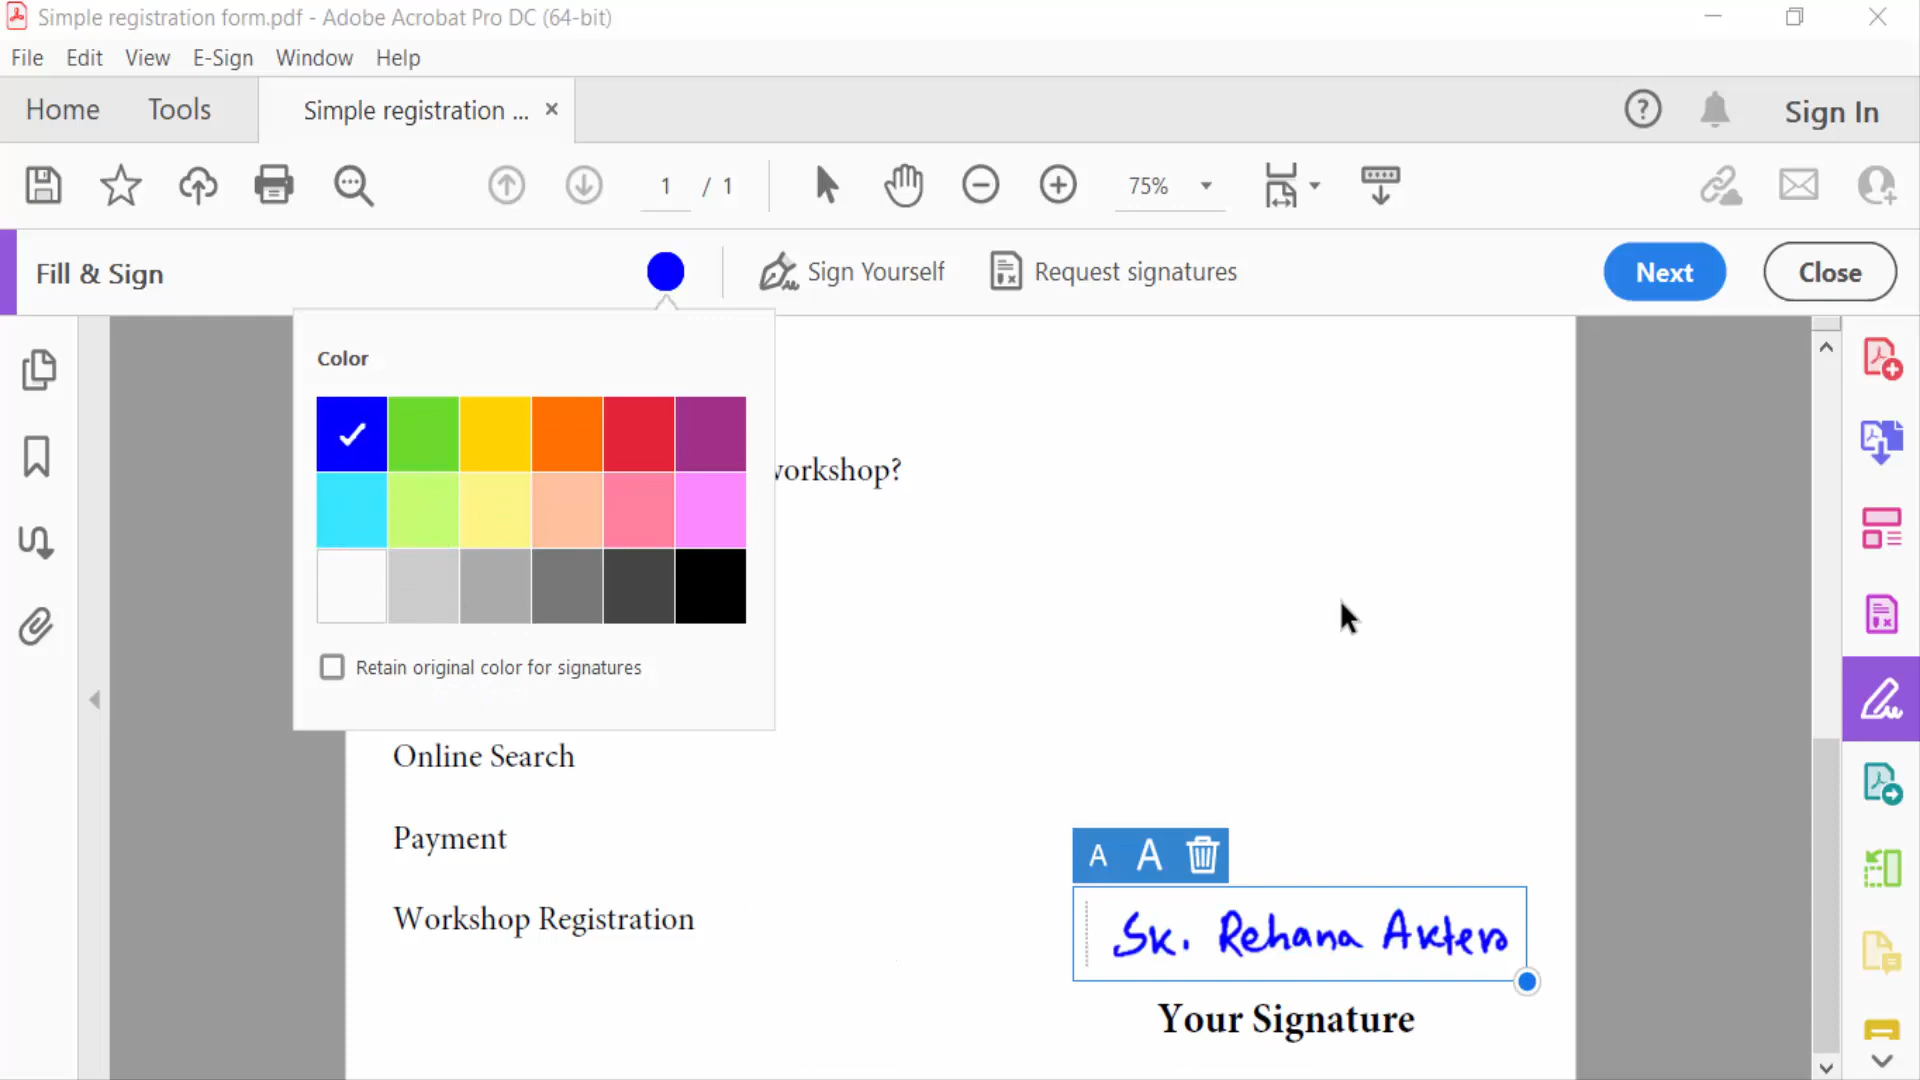 Simple registration form.pdf - Adobe Acrobat Pro DC (64-bit)
File Edit View E-Sign Window Help
Home Tools Simple registration ... × Sign In
1 / 1 75%
Fill & Sign Sign Yourself Request signatures Next Close
Color
workshop?
Retain original color for signatures
Online Search
Payment
A A
Workshop Registration
Sk. Rehana Akter
Your Signature